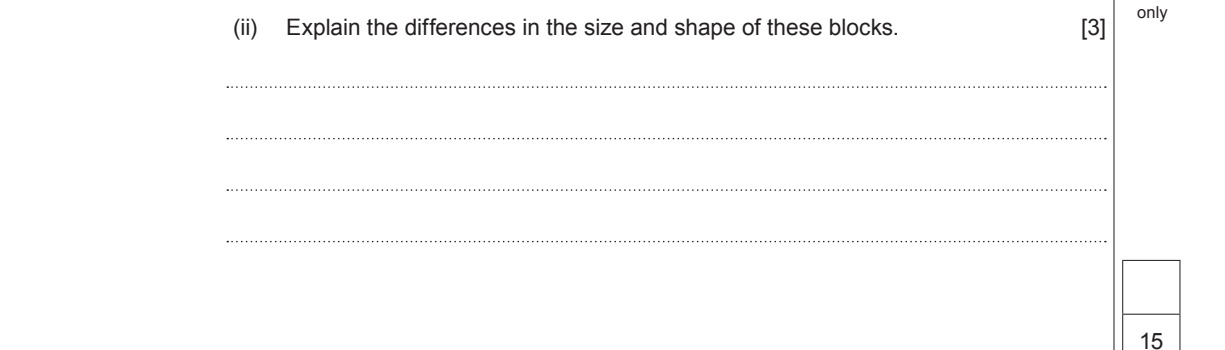 only
(ii) Explain the differences in the size and shape of these blocks. [3]
15